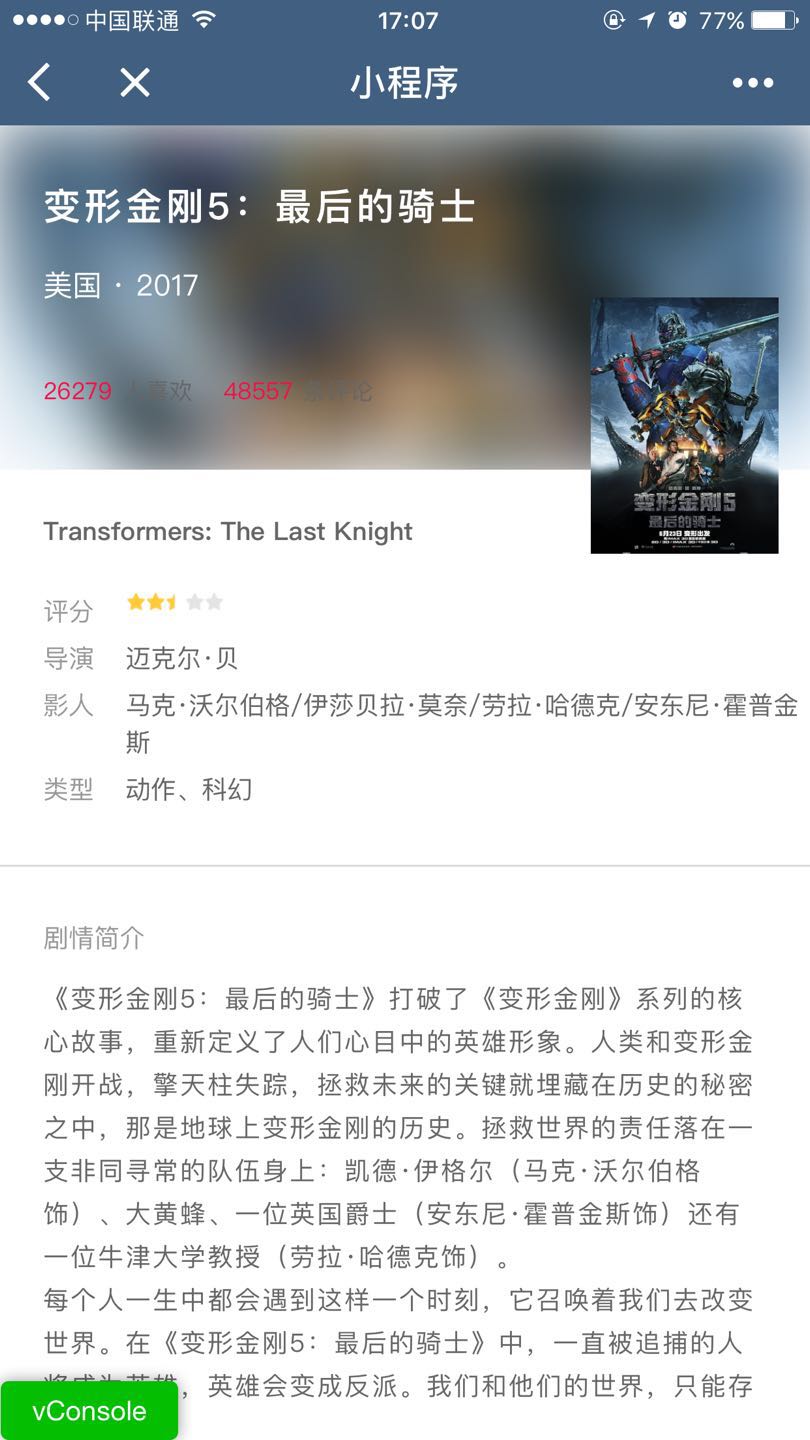 中国联通
17:07
77%
小程序
变形金刚5：最后的骑士
美国 · 2017
26279 人喜欢 48557 条评论
变形金刚5
最后的骑士
6月23日 变形出发
Transformers: The Last Knight
评分
导演 迈克尔·贝
影人 马克·沃尔伯格/伊莎贝拉·莫奈/劳拉·哈德克/安东尼·霍普金
斯
类型 动作、科幻
剧情简介
《变形金刚5：最后的骑士》打破了《变形金刚》系列的核
心故事，重新定义了人们心目中的英雄形象。人类和变形金
刚开战，擎天柱失踪，拯救未来的关键就埋藏在历史的秘密
之中，那是地球上变形金刚的历史。拯救世界的责任落在一
支非同寻常的队伍身上：凯德·伊格尔（马克·沃尔伯格
饰）、大黄蜂、一位英国爵士（安东尼·霍普金斯饰）还有
一位牛津大学教授（劳拉·哈德克饰）。
每个人一生中都会遇到这样一个时刻，它召唤着我们去改变
世界。在《变形金刚5：最后的骑士》中，一直被追捕的人
将成为英雄，英雄会变成反派。我们和他们的世界，只能存
vConsole